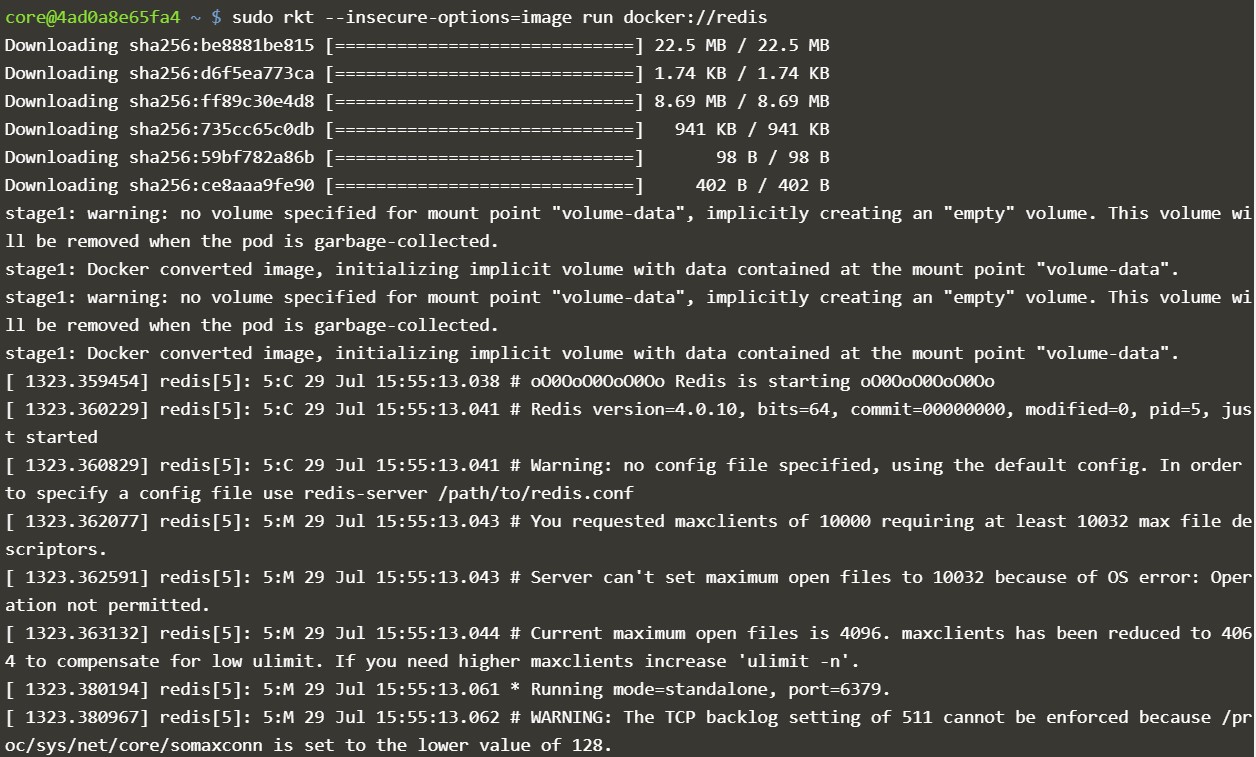 core@4ad0a8e65fa4 ~ $ sudo rkt --insecure-options=image run docker://redis
Downloading sha256:be8881be815 [=============================] 22.5 MB / 22.5 MB
Downloading sha256:d6f5ea773ca [=============================] 1.74 KB / 1.74 KB
Downloading sha256:ff89c30e4d8 [=============================] 8.69 MB / 8.69 MB
Downloading sha256:735cc65c0db [=============================]   941 KB / 941 KB
Downloading sha256:59bf782a86b [=============================]       98 B / 98 B
Downloading sha256:ce8aaa9fe90 [=============================]     402 B / 402 B
stage1: warning: no volume specified for mount point "volume-data", implicitly creating an "empty" volume. This volume wi
ll be removed when the pod is garbage-collected.
stage1: Docker converted image, initializing implicit volume with data contained at the mount point "volume-data".
stage1: warning: no volume specified for mount point "volume-data", implicitly creating an "empty" volume. This volume wi
ll be removed when the pod is garbage-collected.
stage1: Docker converted image, initializing implicit volume with data contained at the mount point "volume-data".
[ 1323.359454] redis[5]: 5:C 29 Jul 15:55:13.038 # oO0OoO0OoO0Oo Redis is starting oO0OoO0OoO0Oo
[ 1323.360229] redis[5]: 5:C 29 Jul 15:55:13.041 # Redis version=4.0.10, bits=64, commit=00000000, modified=0, pid=5, jus
t started
[ 1323.360829] redis[5]: 5:C 29 Jul 15:55:13.041 # Warning: no config file specified, using the default config. In order
to specify a config file use redis-server /path/to/redis.conf
[ 1323.362077] redis[5]: 5:M 29 Jul 15:55:13.043 # You requested maxclients of 10000 requiring at least 10032 max file de
scriptors.
[ 1323.362591] redis[5]: 5:M 29 Jul 15:55:13.043 # Server can't set maximum open files to 10032 because of OS error: Oper
ation not permitted.
[ 1323.363132] redis[5]: 5:M 29 Jul 15:55:13.044 # Current maximum open files is 4096. maxclients has been reduced to 406
4 to compensate for low ulimit. If you need higher maxclients increase 'ulimit -n'.
[ 1323.380194] redis[5]: 5:M 29 Jul 15:55:13.061 * Running mode=standalone, port=6379.
[ 1323.380967] redis[5]: 5:M 29 Jul 15:55:13.062 # WARNING: The TCP backlog setting of 511 cannot be enforced because /pr
oc/sys/net/core/somaxconn is set to the lower value of 128.